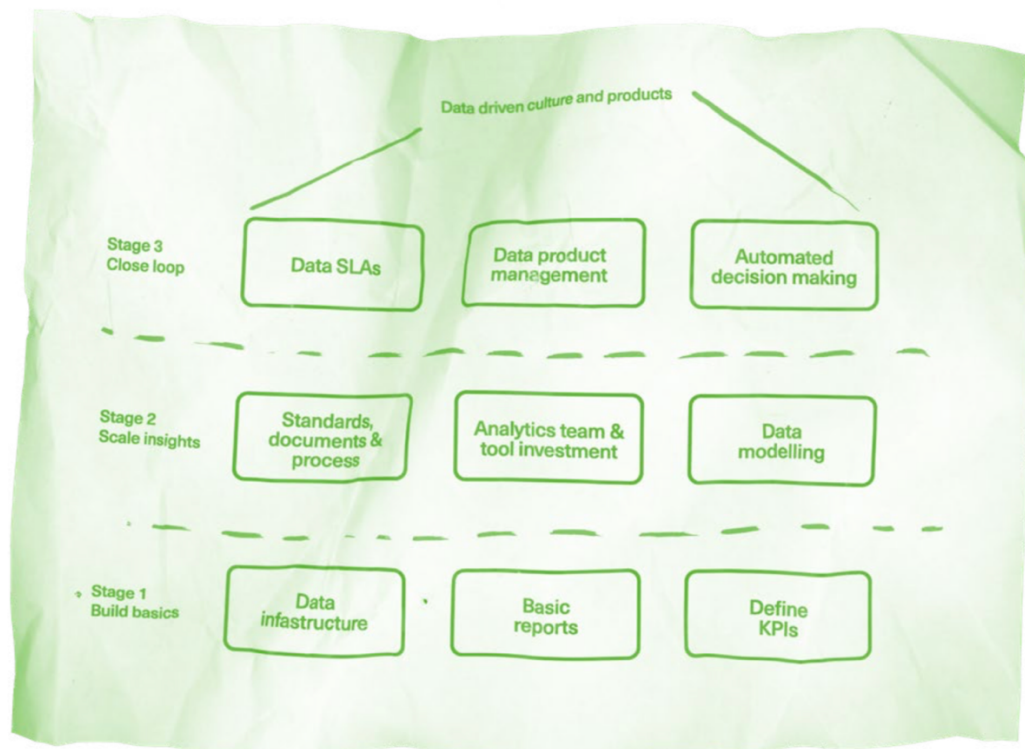 Data driven culture and products
Stage 3
Close loop
Data SLAs
Data product
management
Automated
decision making
Stage 2
Scale insights
Standards,
documents &
process
Analytics team &
tool investment
Data
modelling
Stage 1
Build basics
Data
infastructure
Basic
reports
Define
KPIs